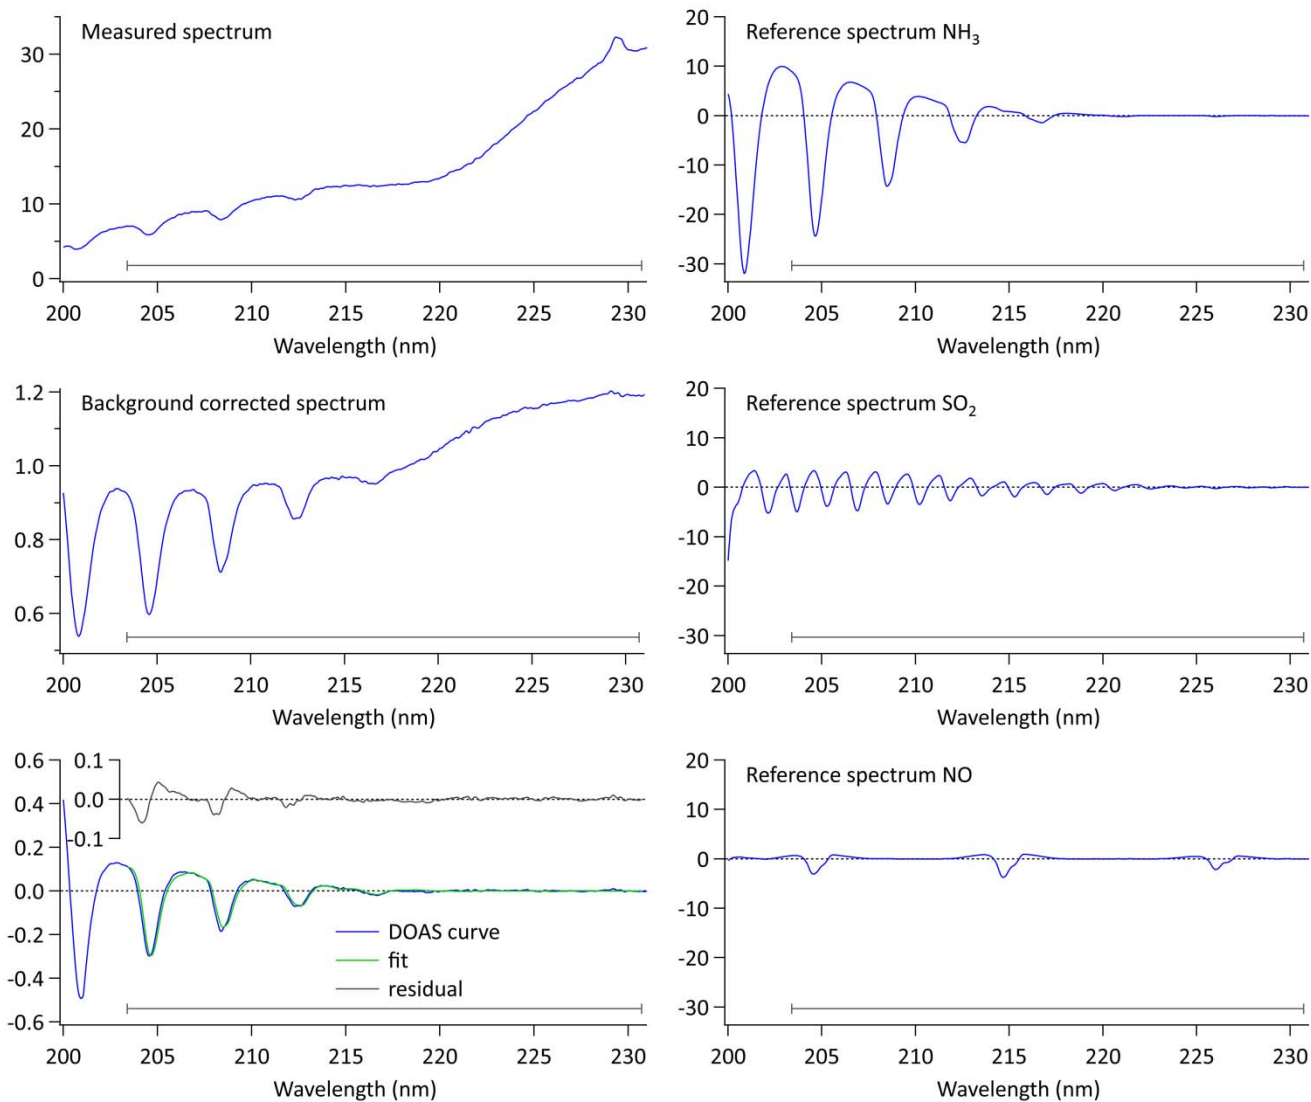 Measured spectrum
30
20
10
0
200 205 210 215 220 225 230
Wavelength (nm)
Reference spectrum NH3
20
10
0
-10
-20
-30
200 205 210 215 220 225 230
Wavelength (nm)
Background corrected spectrum
1.2
1.0
0.8
0.6
200 205 210 215 220 225 230
Wavelength (nm)
Reference spectrum SO2
20
10
0
-10
-20
-30
200 205 210 215 220 225 230
Wavelength (nm)
0.6
0.4
0.2
0.0
-0.2
-0.4
-0.6
0.1
0.0
-0.1
DOAS curve
fit
residual
200 205 210 215 220 225 230
Wavelength (nm)
Reference spectrum NO
20
10
0
-10
-20
-30
200 205 210 215 220 225 230
Wavelength (nm)